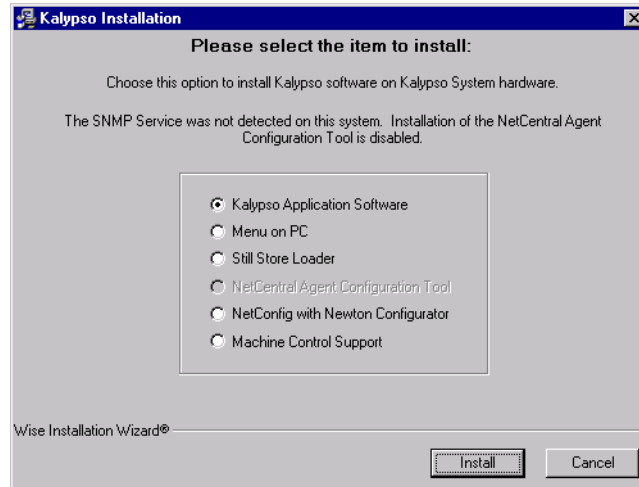 Kalypso Installation
Please select the item to install:
Choose this option to install Kalypso software on Kalypso System hardware.
The SNMP Service was not detected on this system. Installation of the NetCentral Agent
Configuration Tool is disabled.
Kalypso Application Software
Menu on PC
Still Store Loader
NetCentral Agent Configuration Tool
NetConfig with Newton Configurator
Machine Control Support
Wise Installation Wizard®
Install
Cancel